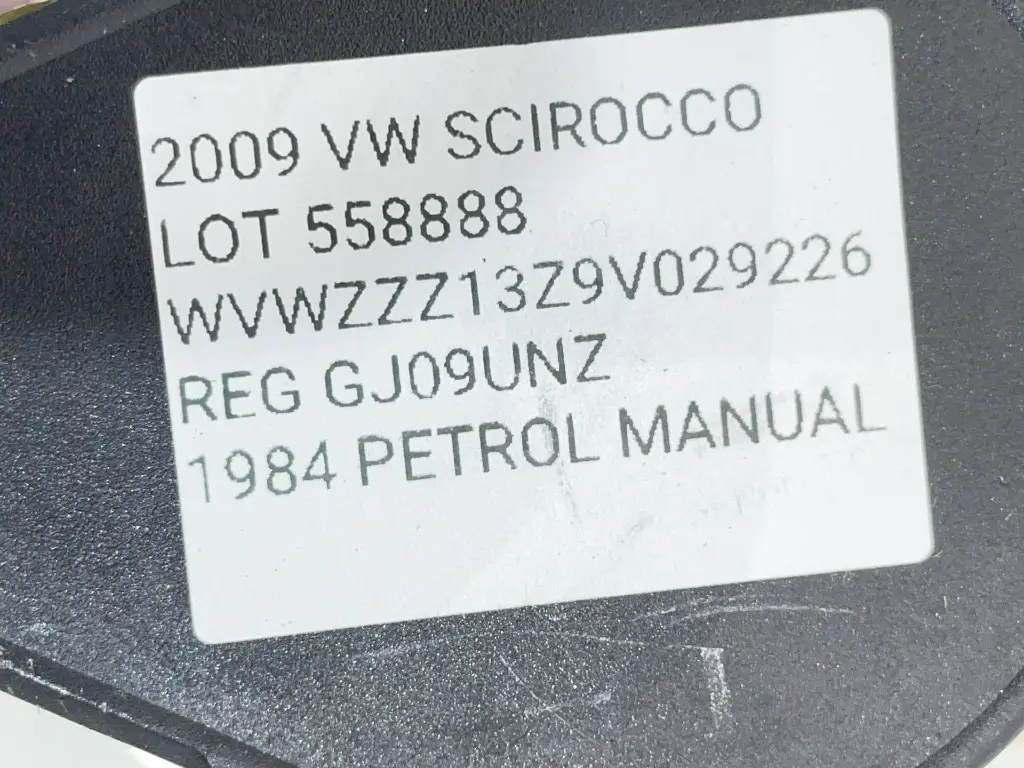 2009 VW SCIROCCO
LOT 558888
WVWZZZ13Z9V029226
REG GJ09UNZ
1984 PETROL MANUAL